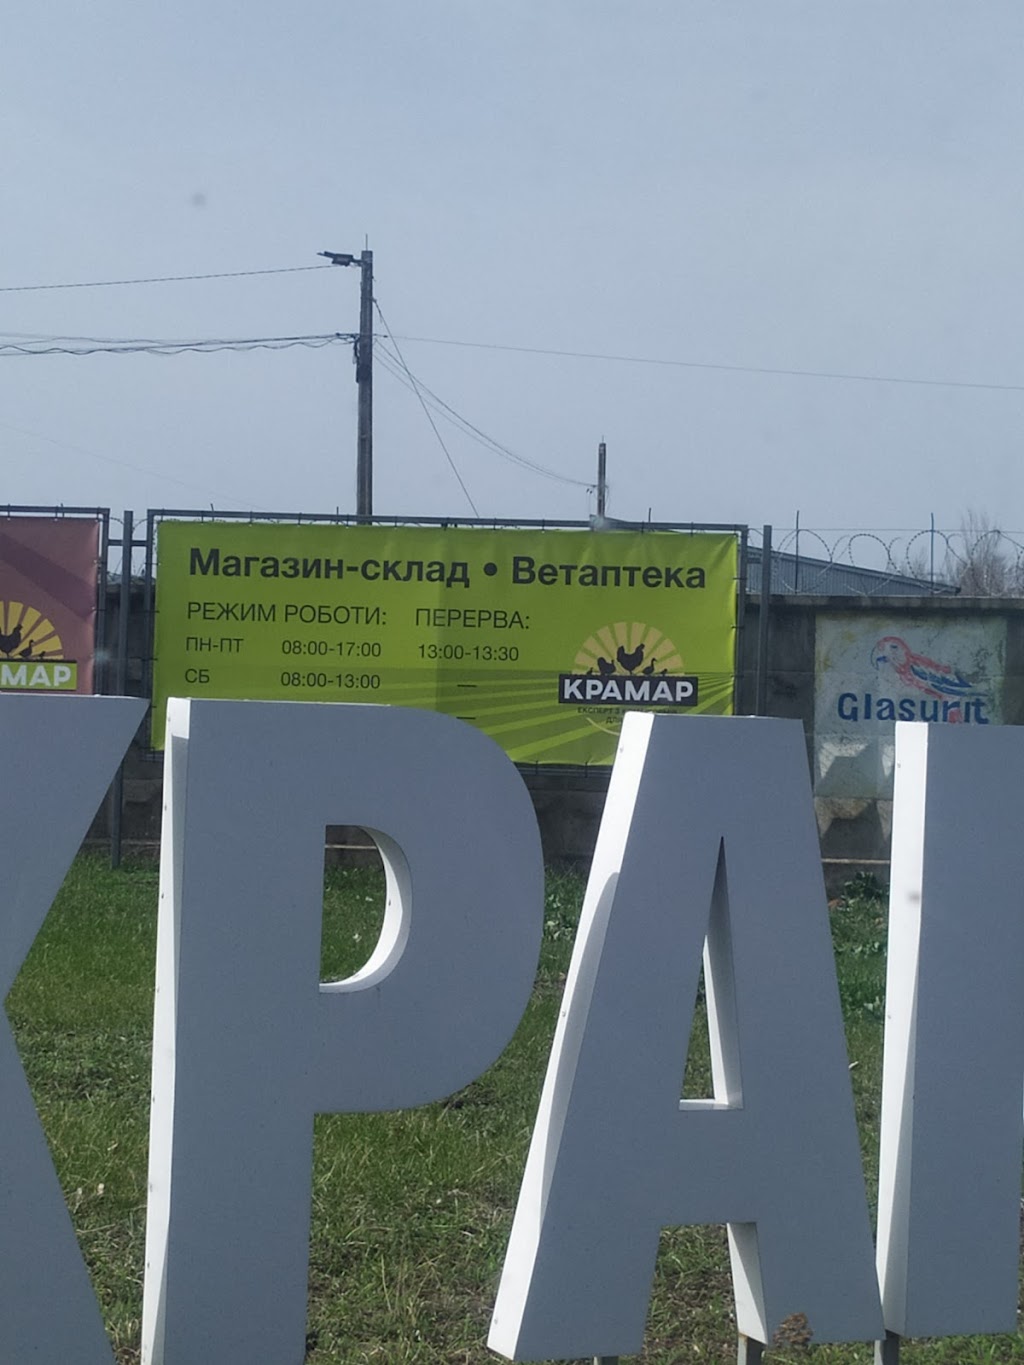 Магазин-склад • Ветаптека
РЕЖИМ РОБОТИ: ПЕРЕРВА:
ПН-ПТ 08:00-17:00 13:00-13:30
СБ 08:00-13:00 —
КРАМАР
МАР
Glasurit
КРА